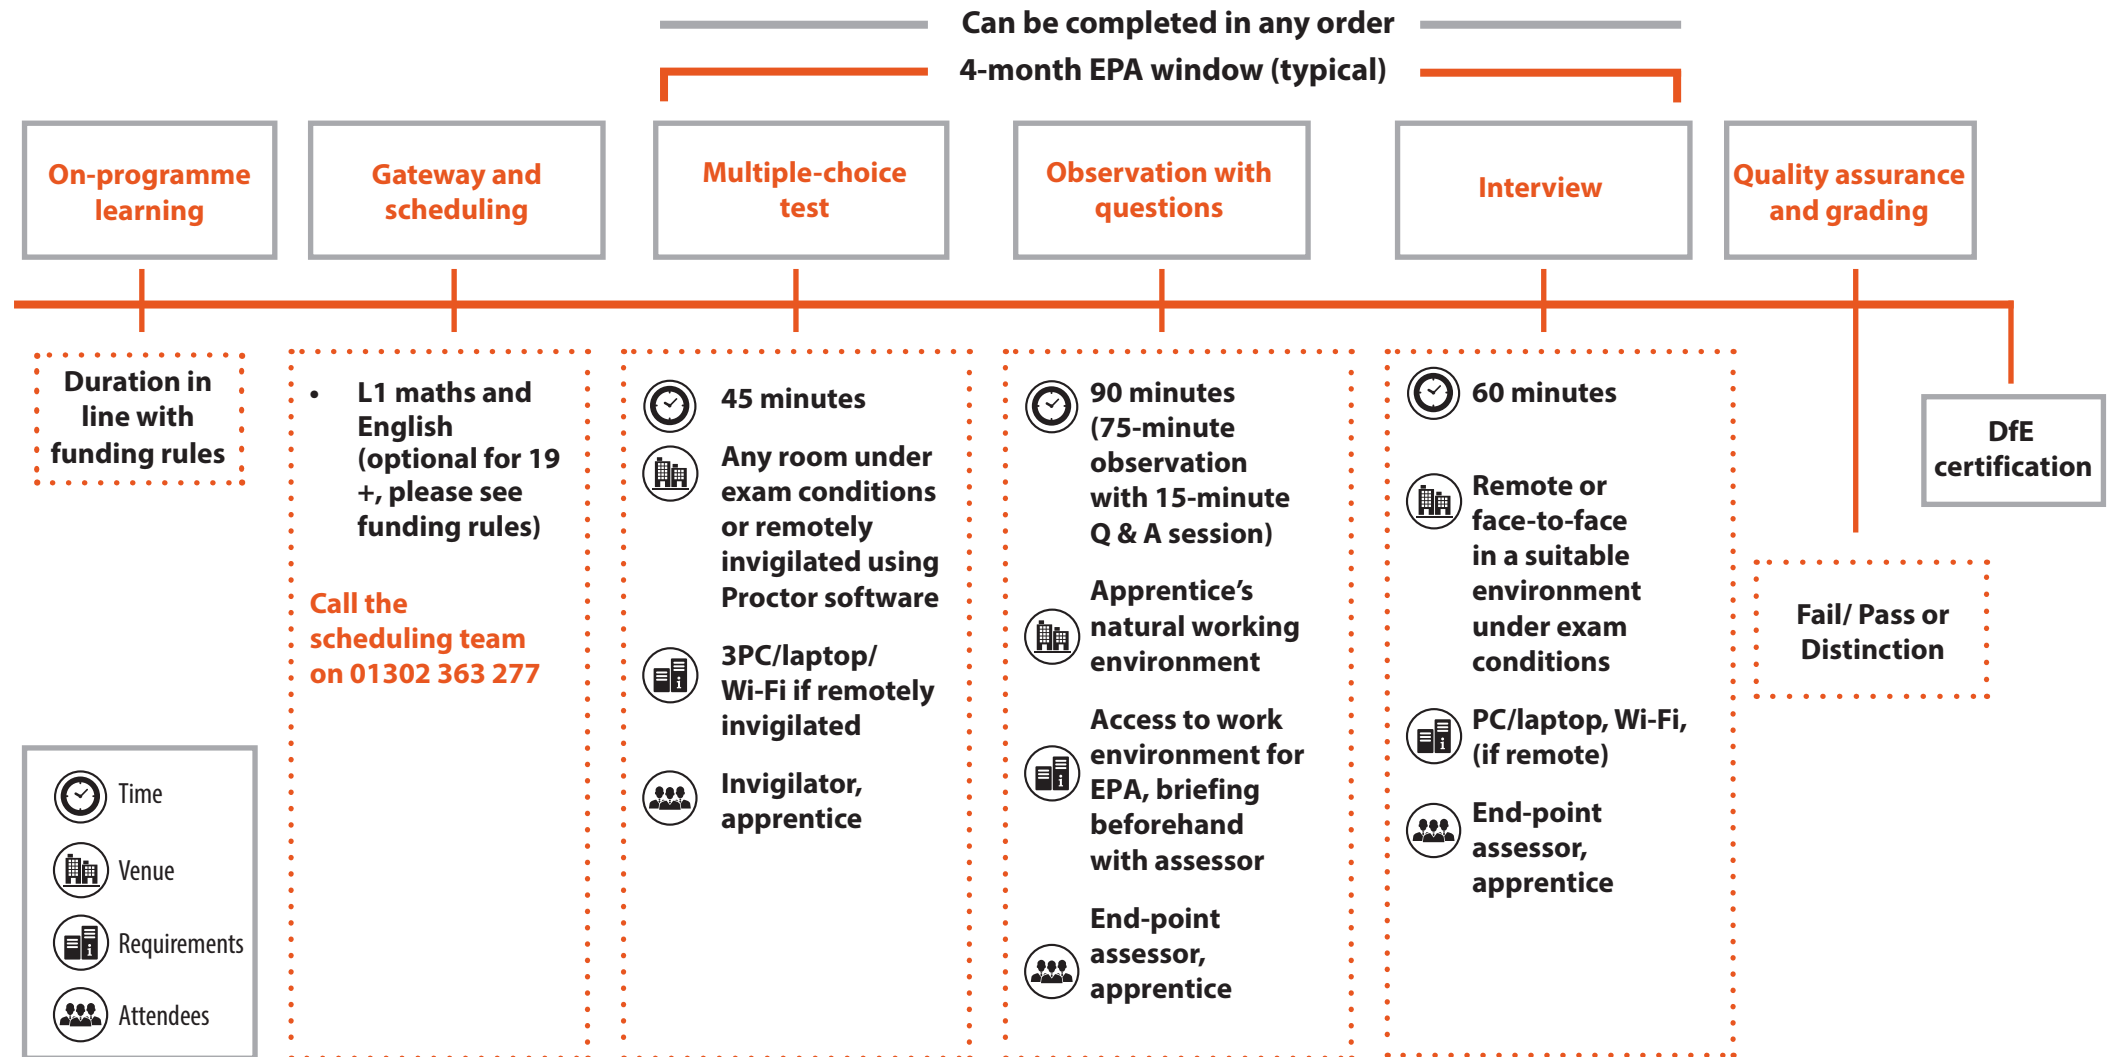 Can be completed in any order
4-month EPA window (typical)
On-programme
learning
Gateway and
scheduling
Multiple-choice
test
Observation with
questions
Interview
Quality assurance
and grading
Duration in
line with
funding rules
• L1 maths and
English
(optional for 19
+, please see
funding rules)
Call the
scheduling team
on 01302 363 277
45 minutes
Any room under
exam conditions
or remotely
invigilated using
Proctor software
3PC/laptop/
Wi-Fi if remotely
invigilated
Invigilator,
apprentice
90 minutes
(75-minute
observation
with 15-minute
Q & A session)
Apprentice’s
natural working
environment
Access to work
environment for
EPA, briefing
beforehand
with assessor
End-point
assessor,
apprentice
60 minutes
Remote or
face-to-face
in a suitable
environment
under exam
conditions
PC/laptop, Wi-Fi,
(if remote)
End-point
assessor,
apprentice
Fail/ Pass or
Distinction
DfE
certification
Time
Venue
Requirements
Attendees